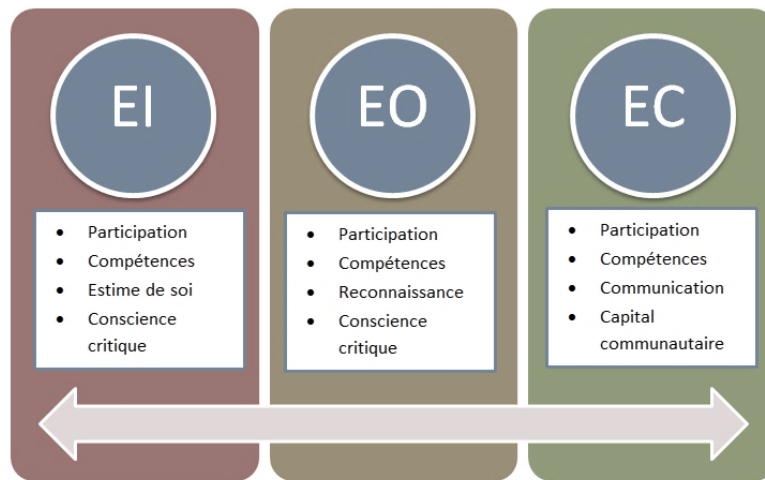 EI
• Participation
• Compétences
• Estime de soi
• Conscience
critique
EO
• Participation
• Compétences
• Reconnaissance
• Conscience
critique
EC
• Participation
• Compétences
• Communication
• Capital
communautaire